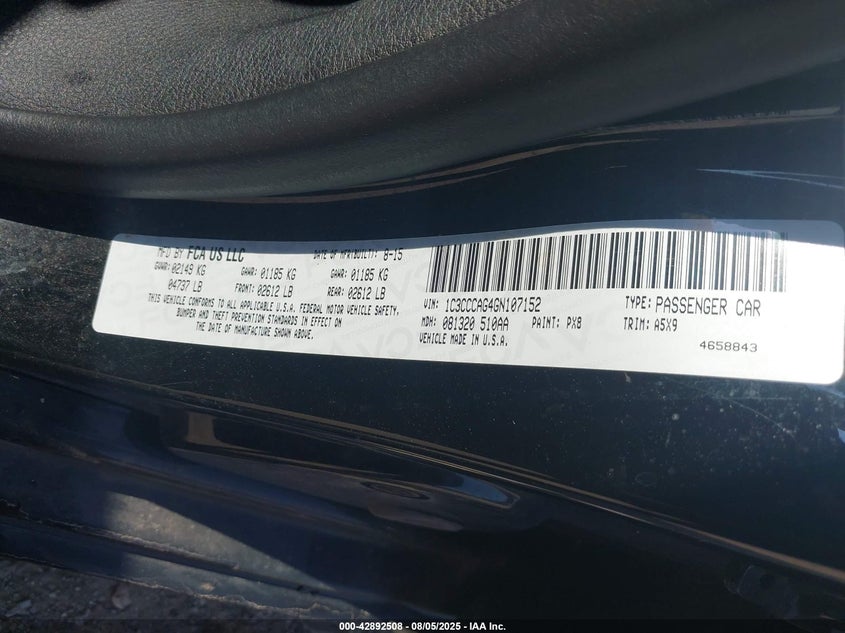 MFD BY FCA US LLC
DATE OF MFR(BUILT): 8-15
GVWR: 02149 KG GAWR: 01185 KG GAWR: 01185 KG
04737 LB FRONT: 02612 LB REAR: 02612 LB
THIS VEHICLE CONFORMS TO ALL APPLICABLE U.S.A. FEDERAL MOTOR VEHICLE SAFETY,
BUMPER AND THEFT PREVENTION STANDARDS IN EFFECT ON
THE DATE OF MANUFACTURE SHOWN ABOVE.
VIN: 1C3CCCAG4GN107152 TYPE: PASSENGER CAR
MDH: 081320 510AA PAINT: PX8 TRIM: A5X9
VEHICLE MADE IN U.S.A.
4658843
000-42892508 - 08/05/2025 - IAA Inc.